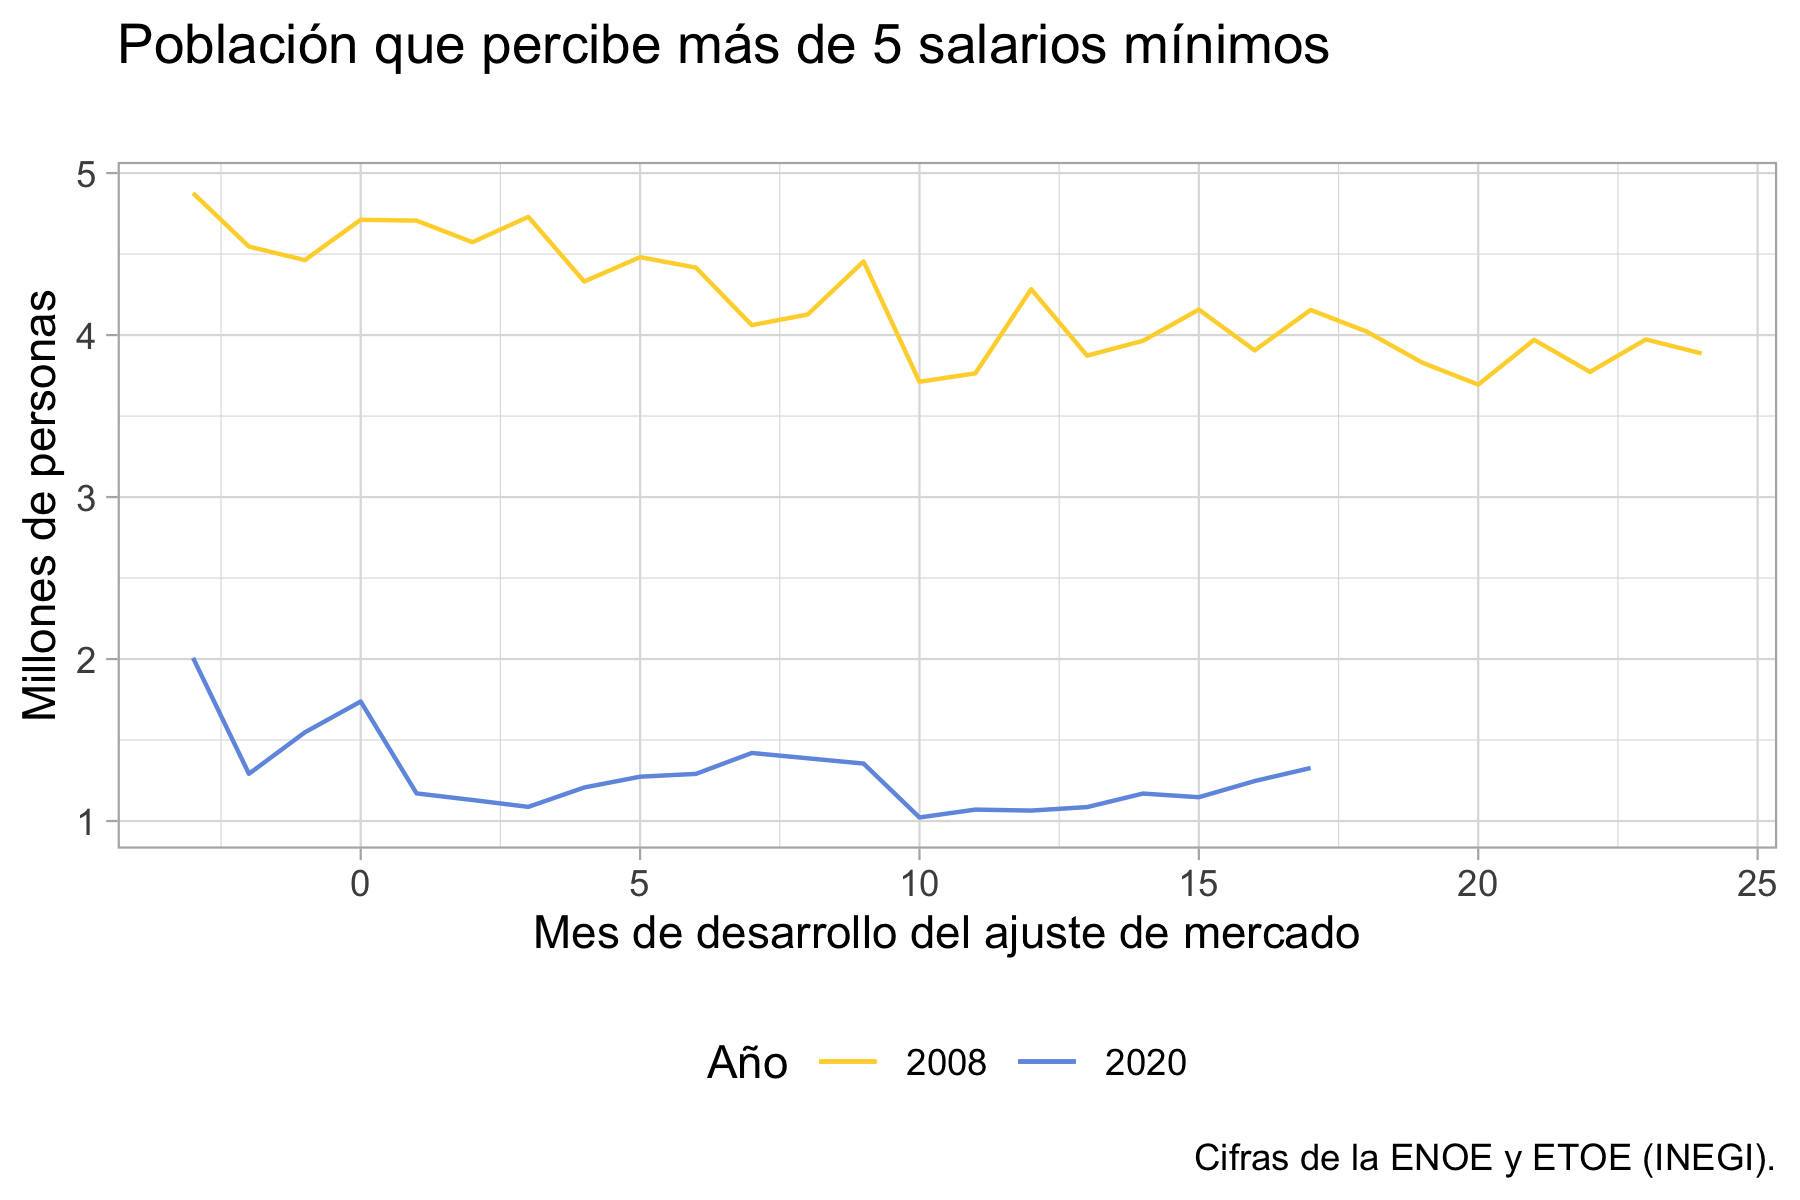 Población que percibe más de 5 salarios mínimos
Millones de personas
5
4
3
2
1
0 5 10 15 20 25
Mes de desarrollo del ajuste de mercado
Año 2008 2020
Cifras de la ENOE y ETOE (INEGI).